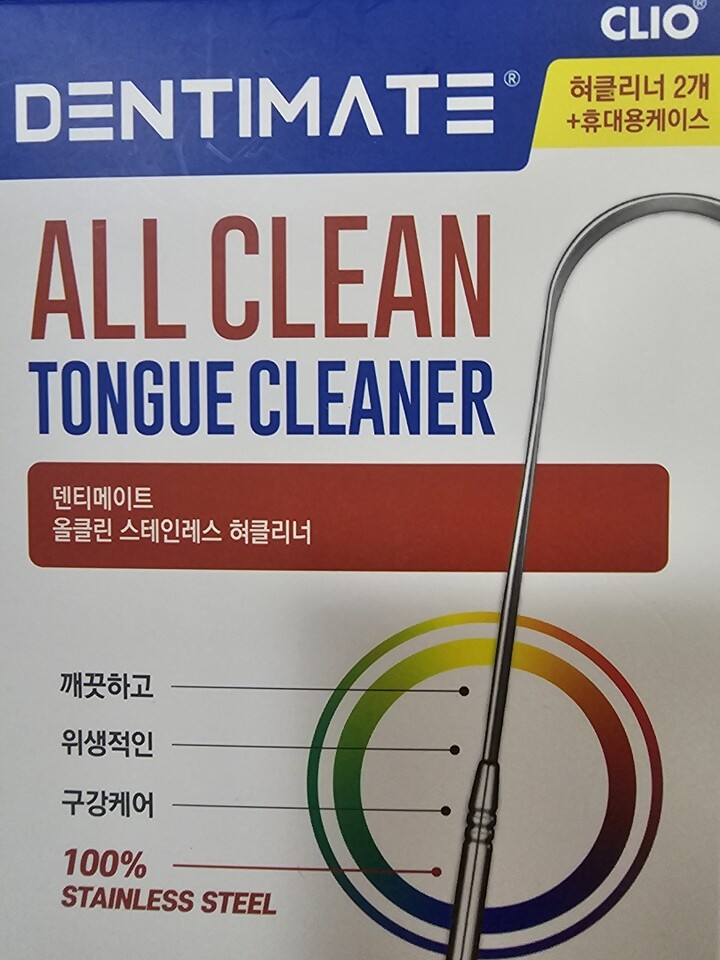 CLIO®
DENTIMATE®
혀클리너 2개
+휴대용케이스
ALL CLEAN
TONGUE CLEANER
덴티메이트
올클린 스테인레스 혀클리너
깨끗하고
위생적인
구강케어
100%
STAINLESS STEEL